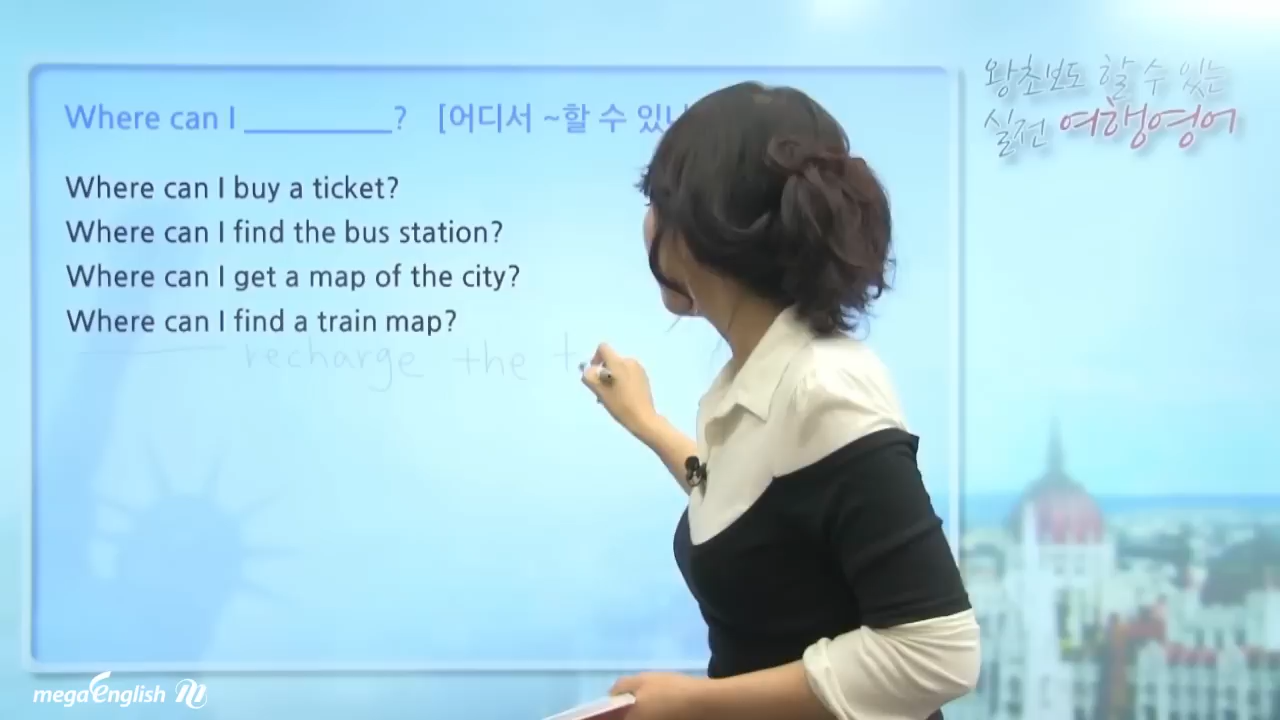 왕초보도 할 수 있는
실전 여행영어
Where can I __________? [어디서 ~할 수 있
Where can I buy a ticket?
Where can I find the bus station?
Where can I get a map of the city?
Where can I find a train map?
recharge the t
megaEnglish